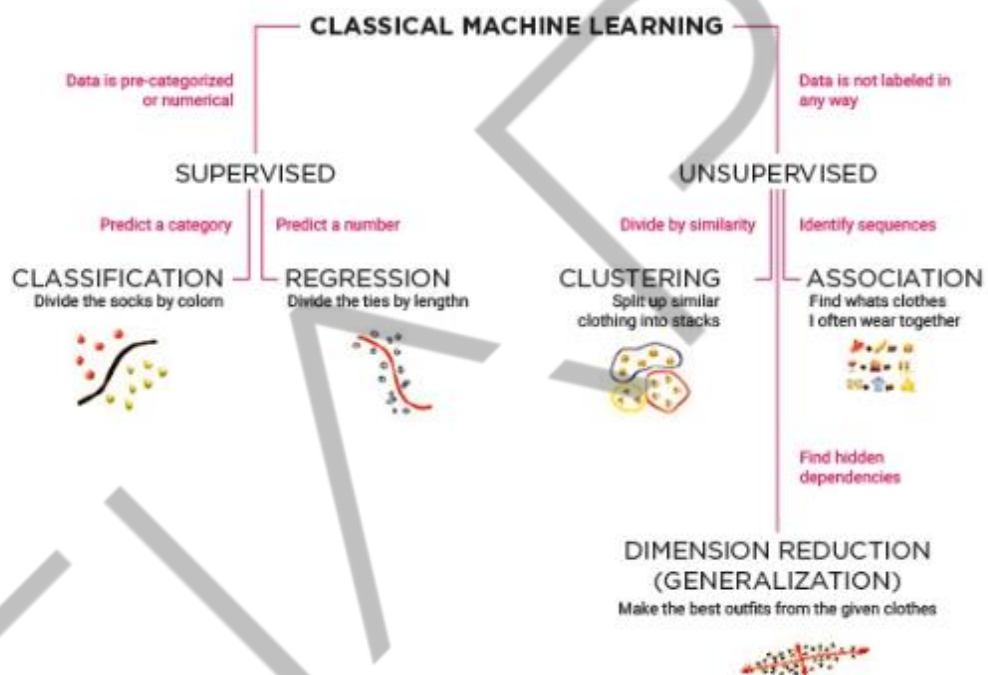 CLASSICAL MACHINE LEARNING
Data is pre-categorized
or numerical
Data is not labeled in
any way
SUPERVISED
UNSUPERVISED
Predict a category
Predict a number
Divide by similarity
Identify sequences
CLASSIFICATION
Divide the socks by colorn
REGRESSION
Divide the ties by lengthn
CLUSTERING
Split up similar
clothing into stacks
ASSOCIATION
Find whats clothes
I often wear together
Find hidden
dependencies
DIMENSION REDUCTION
(GENERALIZATION)
Make the best outfits from the given clothes